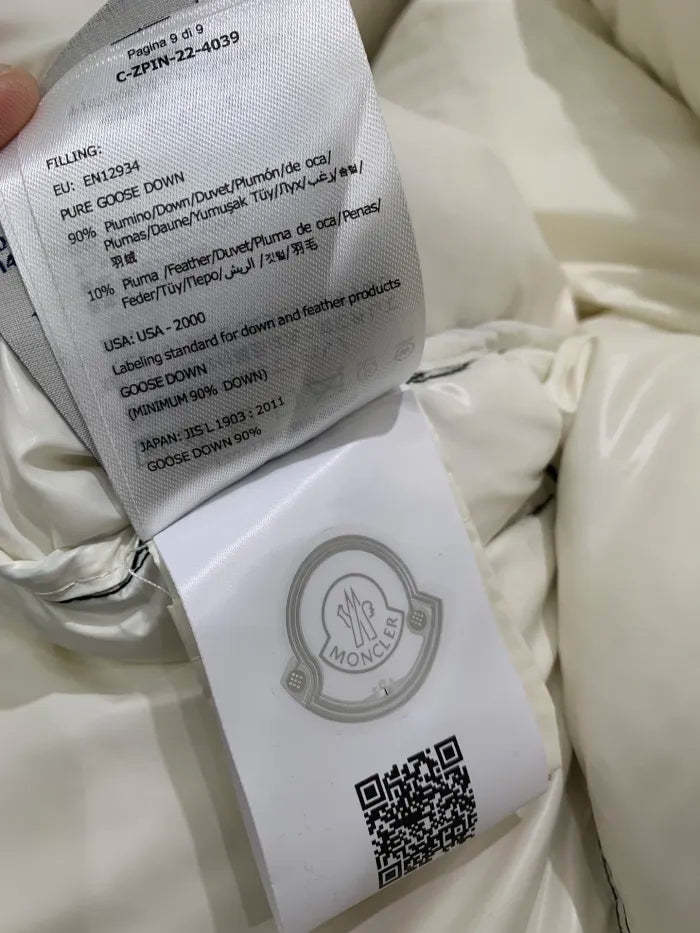 Pagina 9 di 9
C-ZPIN-22-4039
FILLING:
EU: EN12934
PURE GOOSE DOWN
90% Piumino/Down/Duvet/Plumón/de oca/
Plumas/Daune/Yumuşak Tüy/Пух/زغب/솜털/
羽绒
10% Piuma /Feather/Duvet/Pluma de oca/Penas/
Feder/Tüy/Перо/الريش/깃털/羽毛
USA: USA - 2000
Labeling standard for down and feather products
GOOSE DOWN
(MINIMUM 90% DOWN)
JAPAN: JIS L 1903 : 2011
GOOSE DOWN 90%
MONCLER